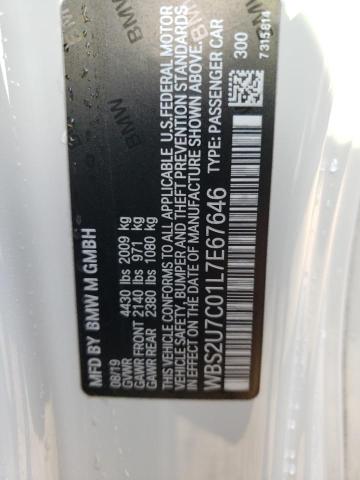 MFD BY BMW M GMBH
08/19
GVWR 4430 lbs 2009 kg
GAWR FRONT 2140 lbs 971 kg
GAWR REAR 2380 lbs 1080 kg
THIS VEHICLE CONFORMS TO ALL APPLICABLE U.S. FEDERAL MOTOR
VEHICLE SAFETY, BUMPER AND THEFT PREVENTION STANDARDS
IN EFFECT ON THE DATE OF MANUFACTURE SHOWN ABOVE.
WBS2U7C01L7E67646 TYPE: PASSENGER CAR
300
7315814
BMW
BMW
BMW